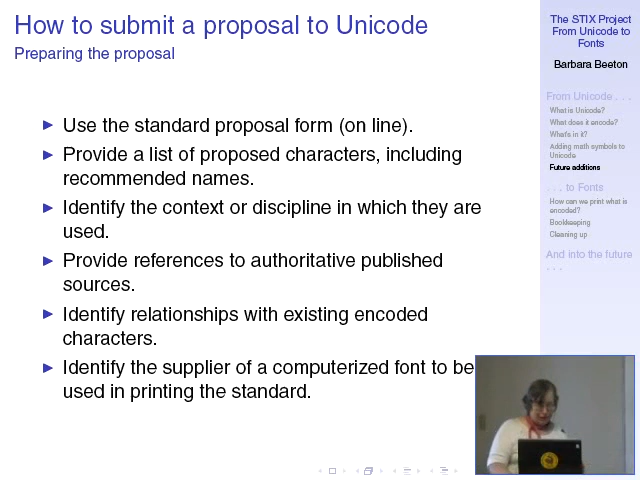 How to submit a proposal to Unicode
Preparing the proposal
Use the standard proposal form (on line).
Provide a list of proposed characters, including
recommended names.
Identify the context or discipline in which they are
used.
Provide references to authoritative published
sources.
Identify relationships with existing encoded
characters.
Identify the supplier of a computerized font to be
used in printing the standard.
The STIX Project
From Unicode to
Fonts
Barbara Beeton
From Unicode . . .
What is Unicode?
What does it encode?
What's in it?
Adding math symbols to
Unicode
Future additions
. . . to Fonts
How can we print what is
encoded?
Bookkeeping
Cleaning up
And into the future
. . .